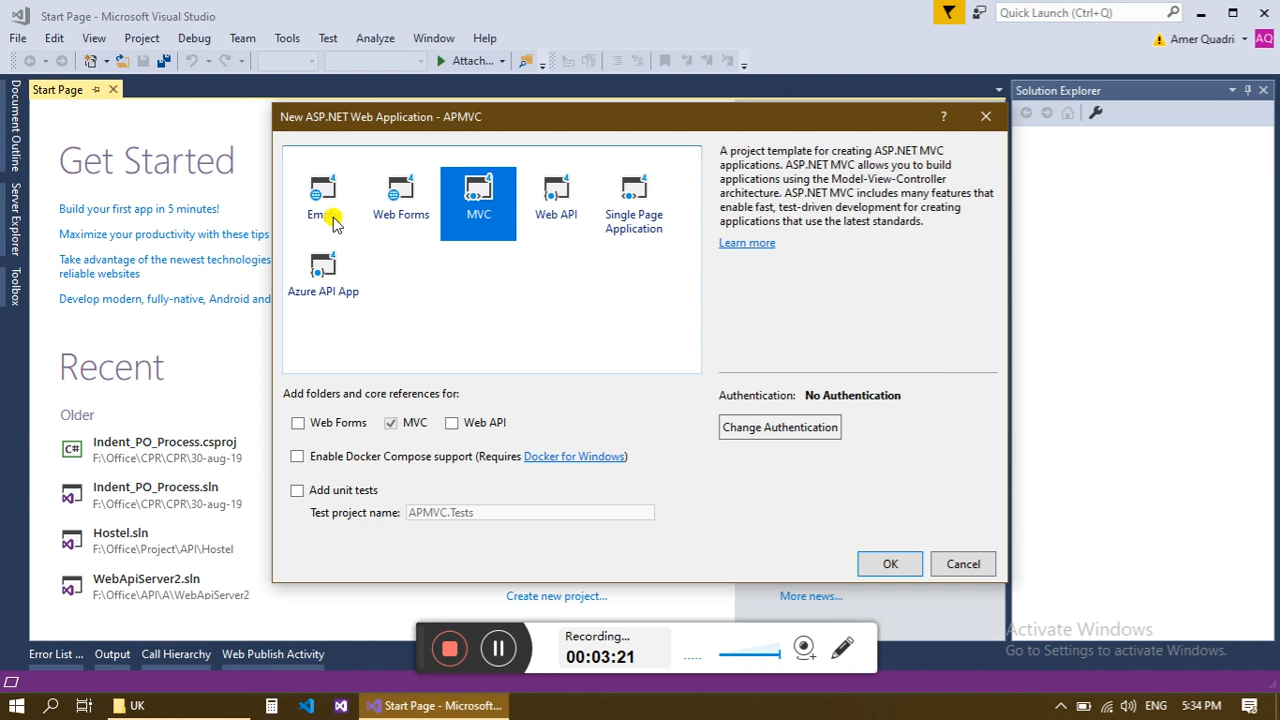 Start Page - Microsoft Visual Studio
Quick Launch (Ctrl+Q)
File Edit View Project Debug Team Tools Test Analyze Window Help
Amer Quadri AQ
Attach...
Start Page
Solution Explorer
Document Outline
Server Explorer
Toolbox
Get Started
Build your first app in 5 minutes!
Maximize your productivity with these tips
Take advantage of the newest technologies
reliable websites
Develop modern, fully-native, Android and
Recent
Older
Indent_PO_Process.csproj
F:\Office\CPR\CPR\30-aug-19
Indent_PO_Process.sln
F:\Office\CPR\CPR\30-aug-19
Hostel.sln
F:\Office\Project\API\Hostel
WebApiServer2.sln
F:\Office\API\A\WebApiServer2
New ASP.NET Web Application - APMVC
Web Forms
MVC
Web API
Single Page
Application
Azure API App
A project template for creating ASP.NET MVC
applications. ASP.NET MVC allows you to build
applications using the Model-View-Controller
architecture. ASP.NET MVC includes many features that
enable fast, test-driven development for creating
applications that use the latest standards.
Learn more
Add folders and core references for:
Web Forms MVC Web API
Enable Docker Compose support (Requires Docker for Windows)
Add unit tests
Test project name: APMVC.Tests
Authentication: No Authentication
Change Authentication
OK Cancel
Create new project...
More news...
Recording...
00:03:21
Activate Windows
Go to Settings to activate Windows.
Error List ... Output Call Hierarchy Web Publish Activity
UK
Start Page - Microsoft...
ENG 5:34 PM